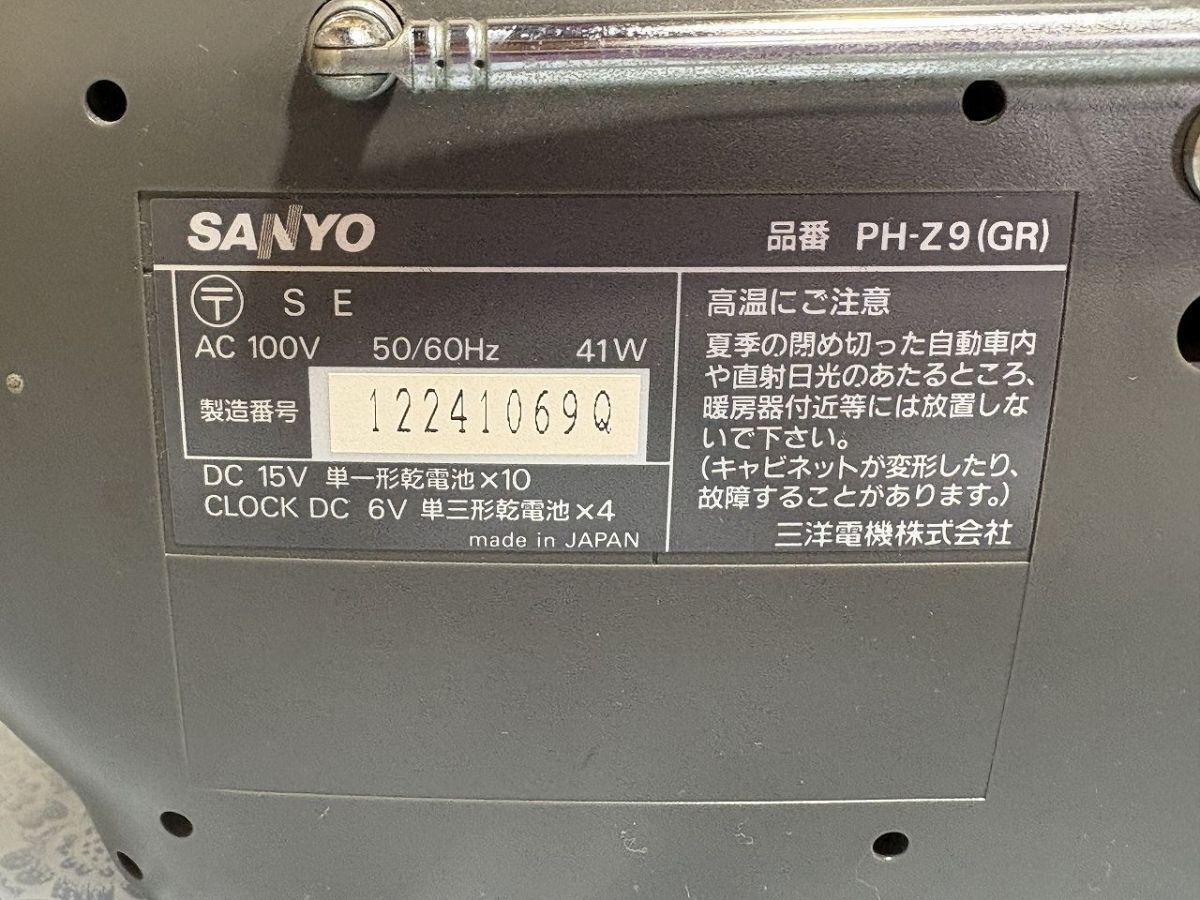 SANYO
品番 PH-Z9(GR)
〒 S E
AC 100V 50/60Hz 41W
製造番号 12241069Q
DC 15V 単一形乾電池×10
CLOCK DC 6V 単三形乾電池×4
made in JAPAN
高温にご注意
夏季の閉め切った自動車内
や直射日光のあたるところ、
暖房器付近等には放置しな
いで下さい。
(キャビネットが変形したり、
故障することがあります。)
三洋電機株式会社